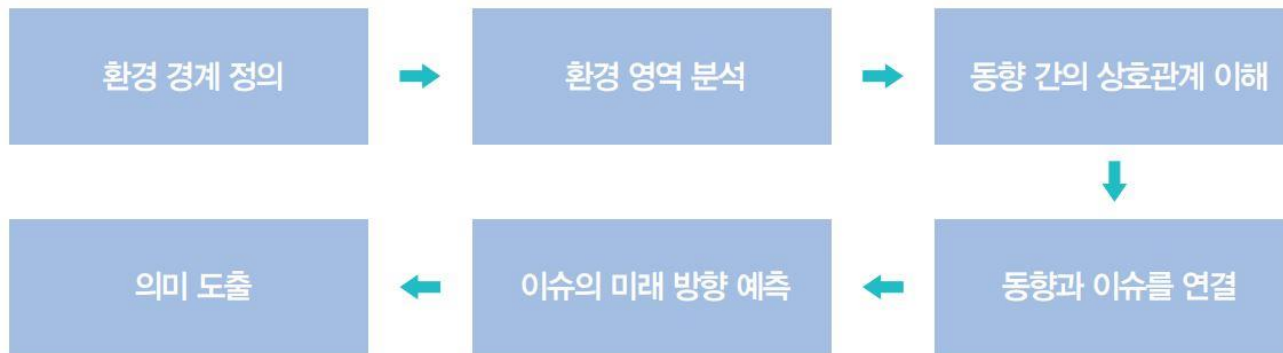 환경 경계 정의
환경 영역 분석
동향 간의 상호관계 이해
동향과 이슈를 연결
이슈의 미래 방향 예측
의미 도출